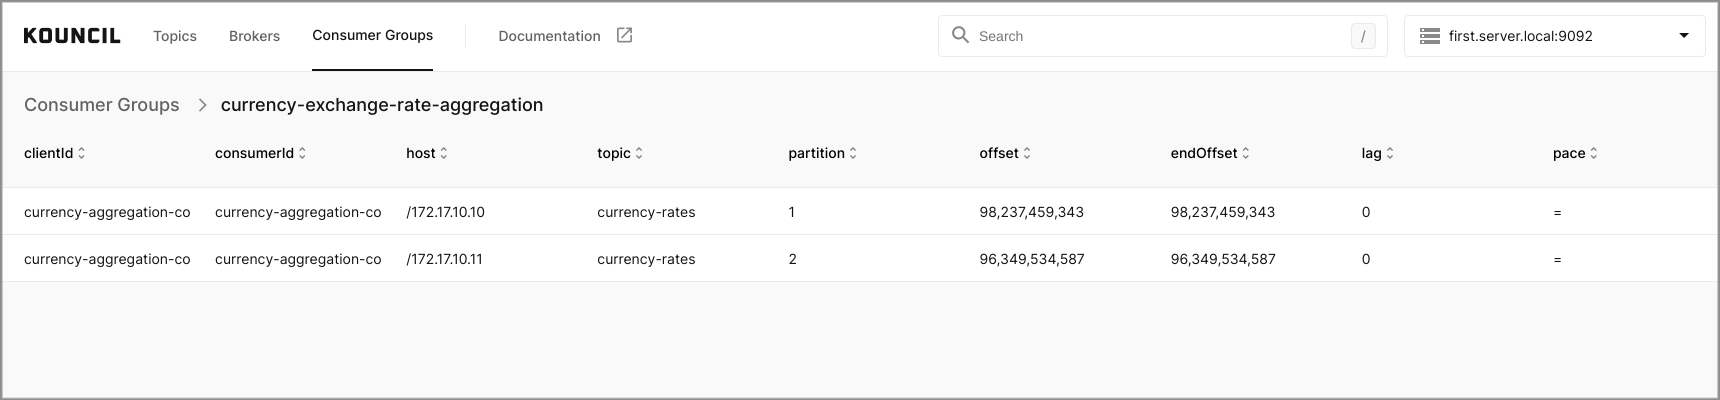 KOUNCIL Topics Brokers Consumer Groups Documentation Search / first.server.local:9092
Consumer Groups > currency-exchange-rate-aggregation
clientId consumerId host topic partition offset endOffset lag pace
currency-aggregation-co currency-aggregation-co /172.17.10.10 currency-rates 1 98,237,459,343 98,237,459,343 0 =
currency-aggregation-co currency-aggregation-co /172.17.10.11 currency-rates 2 96,349,534,587 96,349,534,587 0 =